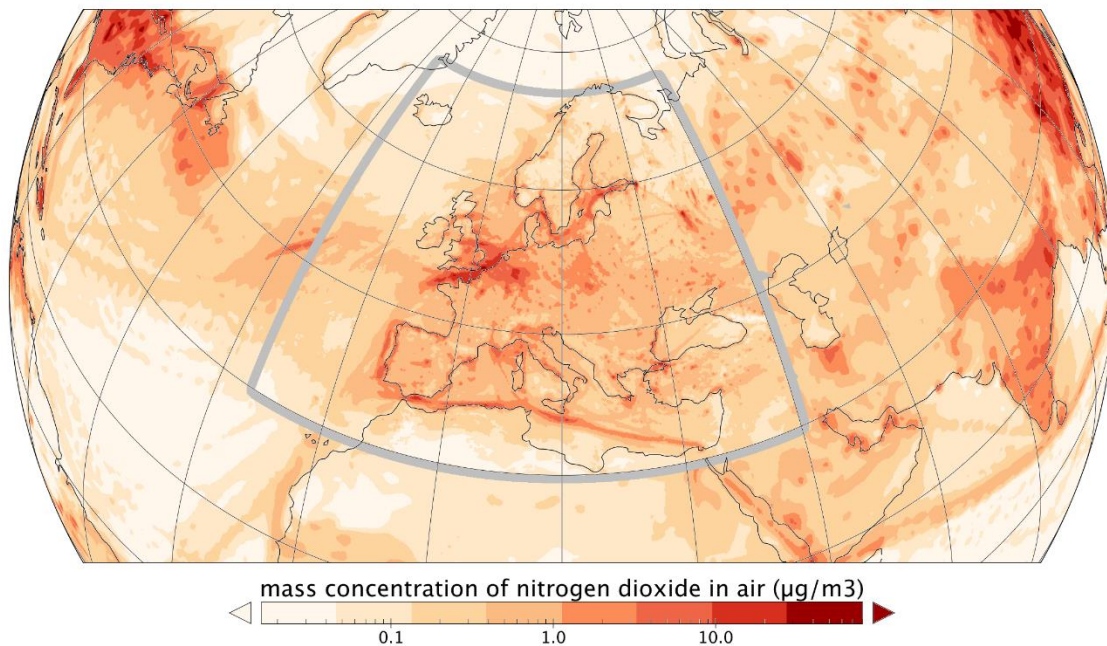 mass concentration of nitrogen dioxide in air (µg/m3)
0.1 1.0 10.0